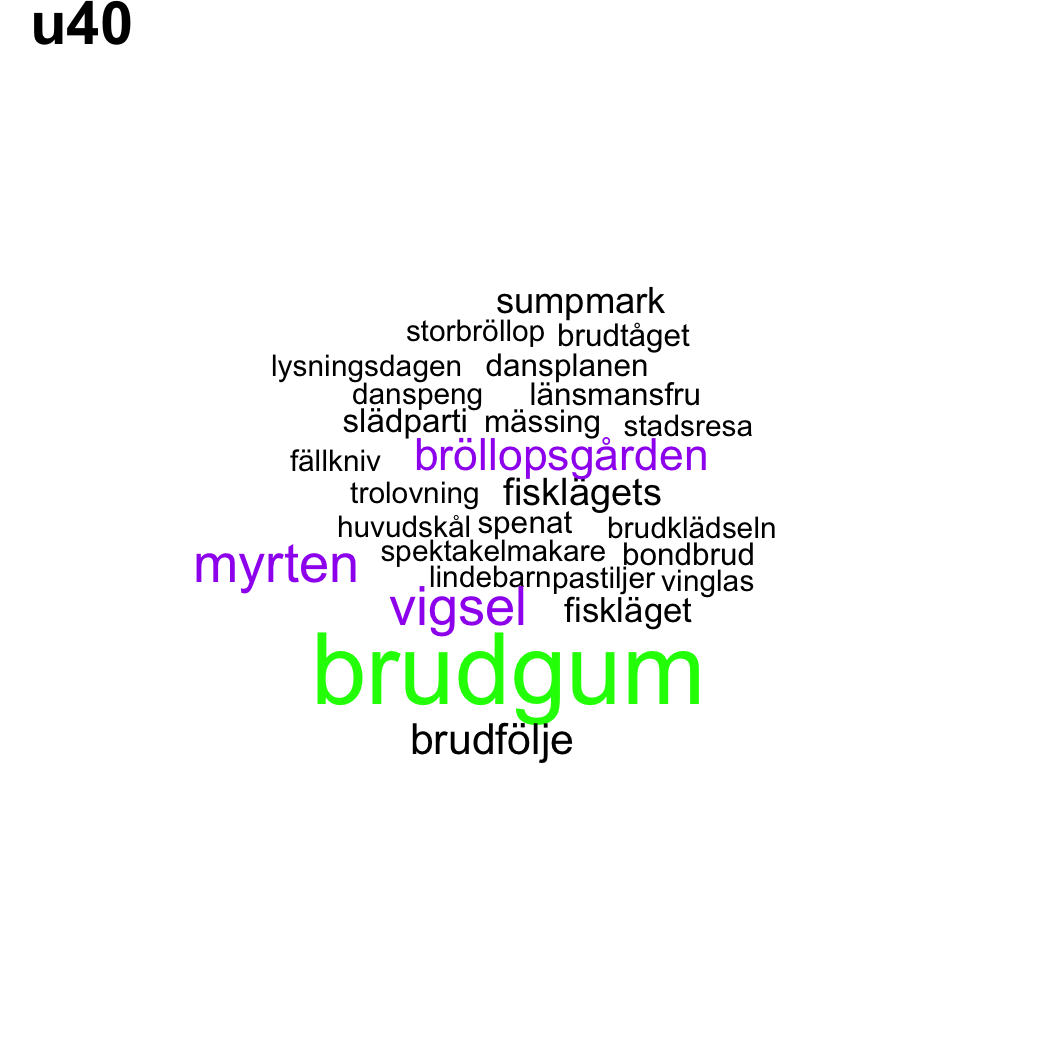 u40
sumpmark
storbröllop brudtåget
lysningsdagen dansplanen
danspeng länsmansfru
slädparti mässing stadsresa
fällkniv bröllopsgården
trolovning fisklägets
huvudskål spenat brudklädseln
myrten spektakelmakare bondbrud
lindebarnpastiljer vinglas
vigsel fiskläget
brudgum
brudfölje